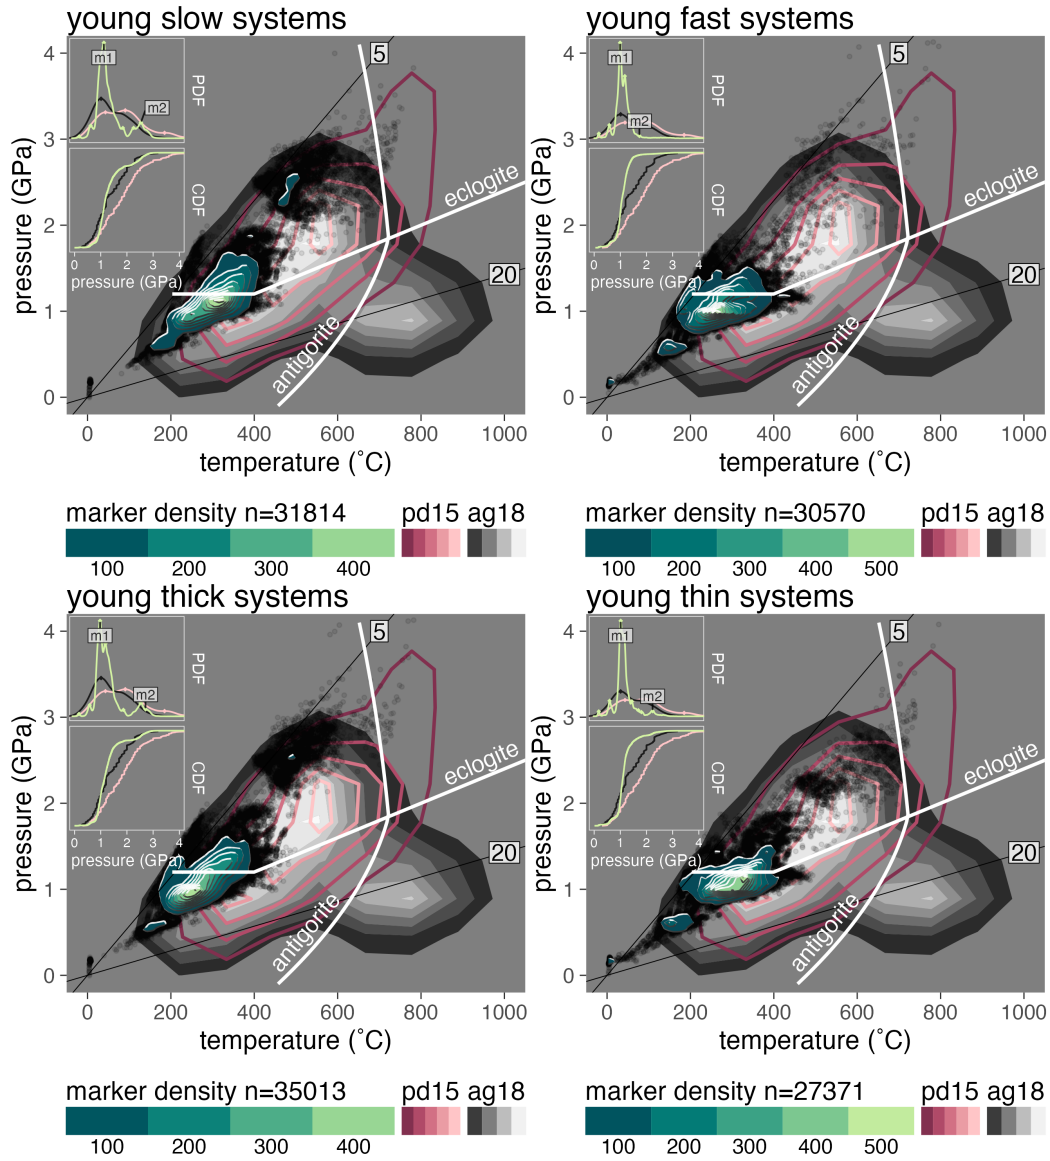 young slow systems
young fast systems
4
3
2
1
0
pressure (GPa)
m1
m2
PDF
CDF
pressure (GPa)
0 1 2 3 4
5
eclogite
20
antigorite
0 200 400 600 800 1000
temperature (˚C)
4
3
2
1
0
pressure (GPa)
m1
m2
PDF
CDF
pressure (GPa)
0 1 2 3 4
5
eclogite
20
antigorite
0 200 400 600 800 1000
temperature (˚C)
marker density n=31814
pd15 ag18
100 200 300 400
marker density n=30570
pd15 ag18
100 200 300 400 500
young thick systems
young thin systems
4
3
2
1
0
pressure (GPa)
m1
m2
PDF
CDF
pressure (GPa)
0 1 2 3 4
5
eclogite
20
antigorite
0 200 400 600 800 1000
temperature (˚C)
4
3
2
1
0
pressure (GPa)
m1
m2
PDF
CDF
pressure (GPa)
0 1 2 3 4
5
eclogite
20
antigorite
0 200 400 600 800 1000
temperature (˚C)
marker density n=35013
pd15 ag18
100 200 300 400
marker density n=27371
pd15 ag18
100 200 300 400 500